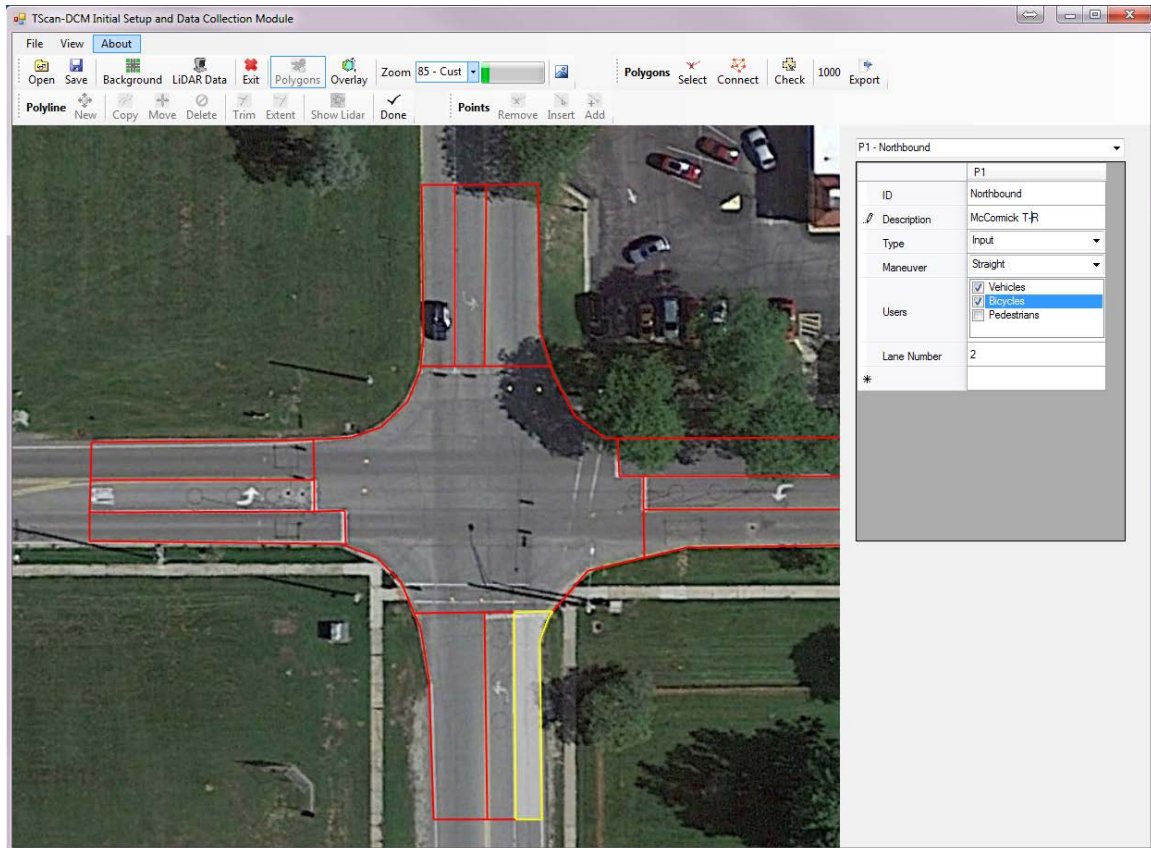 TScan-DCM Initial Setup and Data Collection Module
File View About
Open Save Background LiDAR Data Exit Polygons Overlay Zoom 85 - Cust Polygons Select Connect Check 1000 Export
Polyline New Copy Move Delete Trim Extent Show Lidar Done Points Remove Insert Add
P1 - Northbound
P1
ID Northbound
Description McCormick T-R
Type Input
Maneuver Straight
Users
Vehicles
Bicycles
Pedestrians
Lane Number 2